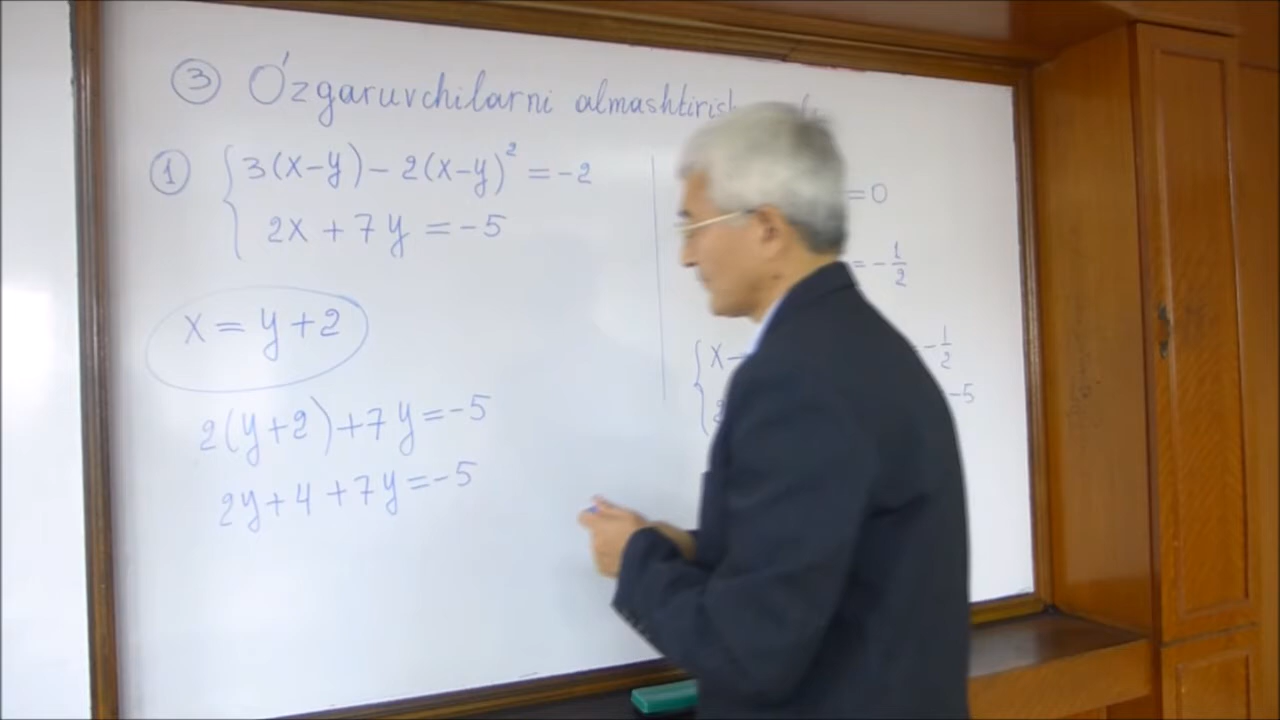 ③ O'zgaruvchilarni almashtirish
① { 3(x-y) - 2(x-y)² = -2
2x + 7y = -5
x = y + 2
2(y+2) + 7y = -5
2y + 4 + 7y = -5
= 0
= - 1/2
{ x - - 1/2
2 -5